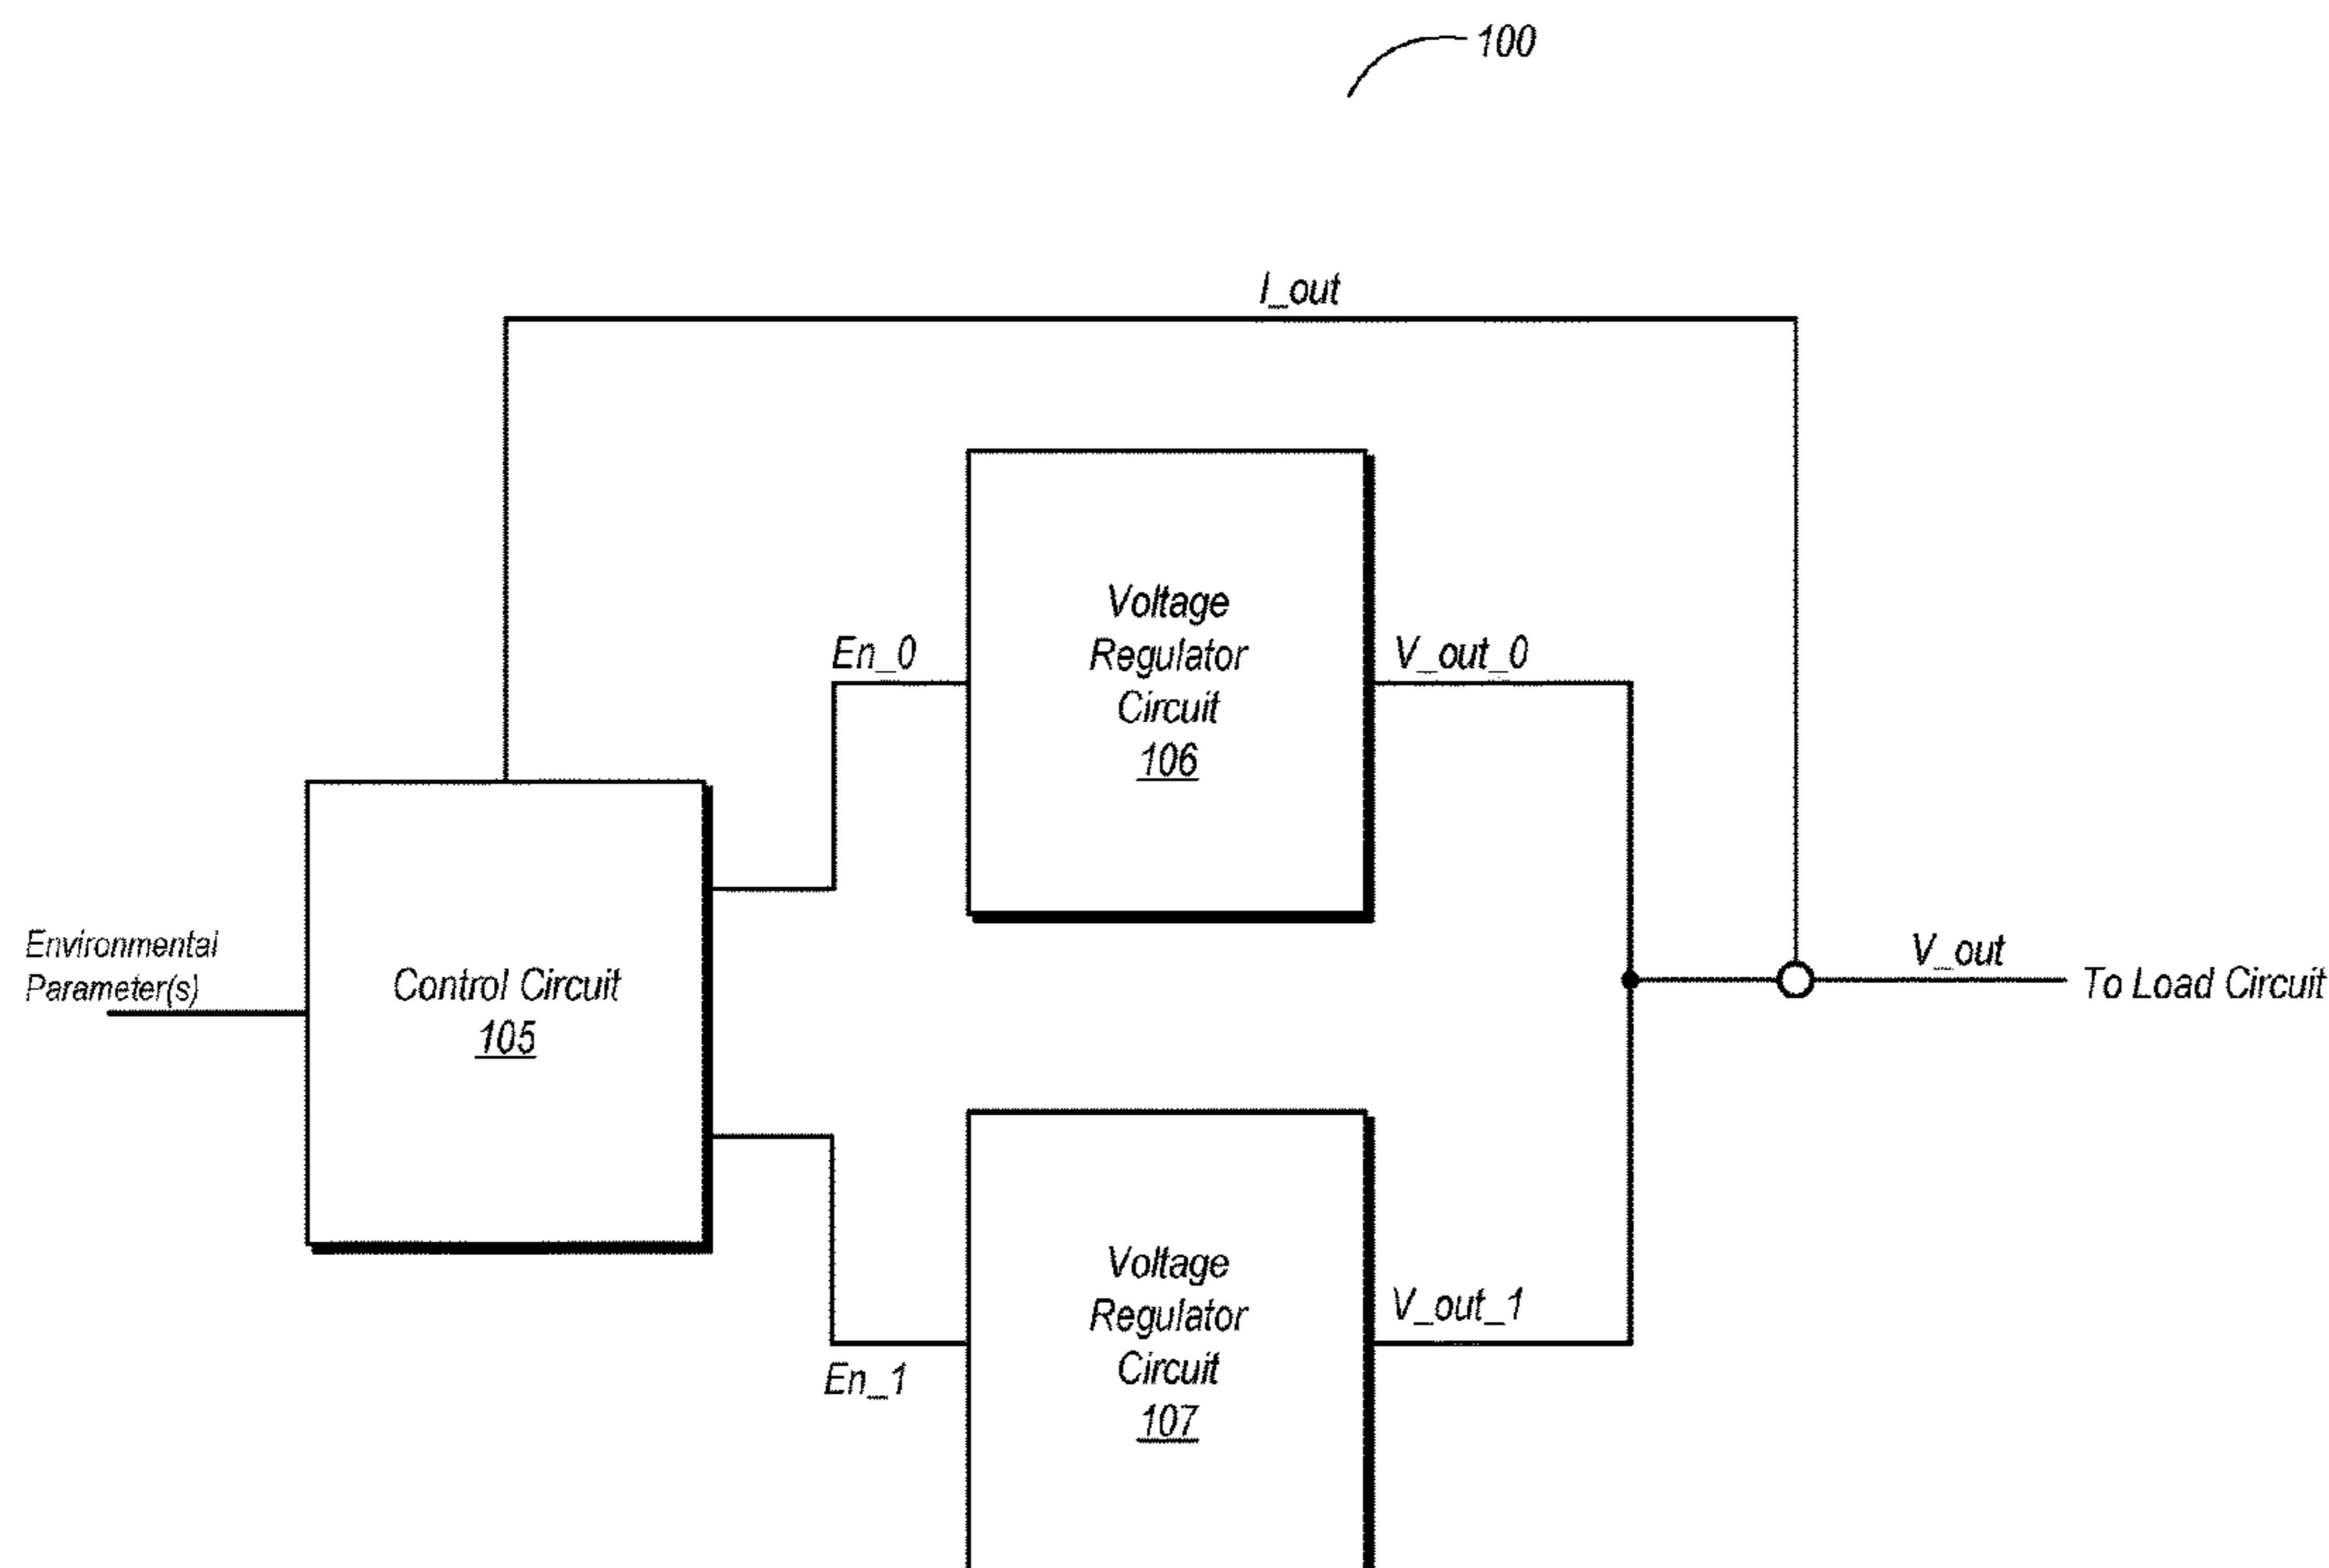 100
I_out
Voltage
Regulator
Circuit
106
En_0
V_out_0
Environmental
Parameter(s)
Control Circuit
105
V_out
To Load Circuit
Voltage
Regulator
Circuit
107
En_1
V_out_1